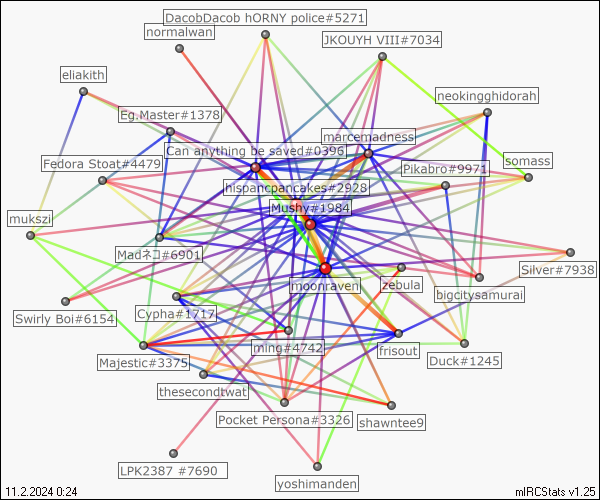 DacobDacob hORNY police#5271
normalwan
JKOUYH VIII#7034
eliakith
neokingghidorah
Eg.Master#1378
marcemadness
Can anything be saved#0396
Fedora Stoat#4479
Pikabro#9971
somass
hispancpancakes#2928
Mushy#1984
mukszi
Madネコ#6901
Silver#7938
moonraven
zebula
bigcitysamurai
Swirly Boi#6154
Cypha#1717
ming#4742
frisout
Majestic#3375
Duck#1245
thesecondtwat
Pocket Persona#3326
shawntee9
LPK2387 #7690
yoshimanden
11.2.2024 0:24
mIRCStats v1.25